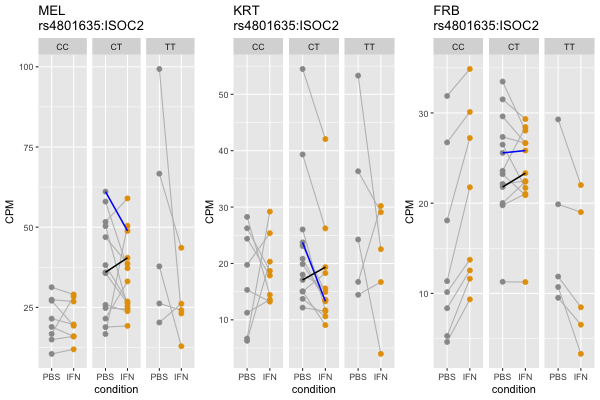 MEL
rs4801635:ISOC2
CC CT TT
100
75
50
25
CPM
PBS IFN PBS IFN PBS IFN
condition
KRT
rs4801635:ISOC2
CC CT TT
50
40
30
20
10
CPM
PBS IFN PBS IFN PBS IFN
condition
FRB
rs4801635:ISOC2
CC CT TT
30
20
10
CPM
PBS IFN PBS IFN PBS IFN
condition